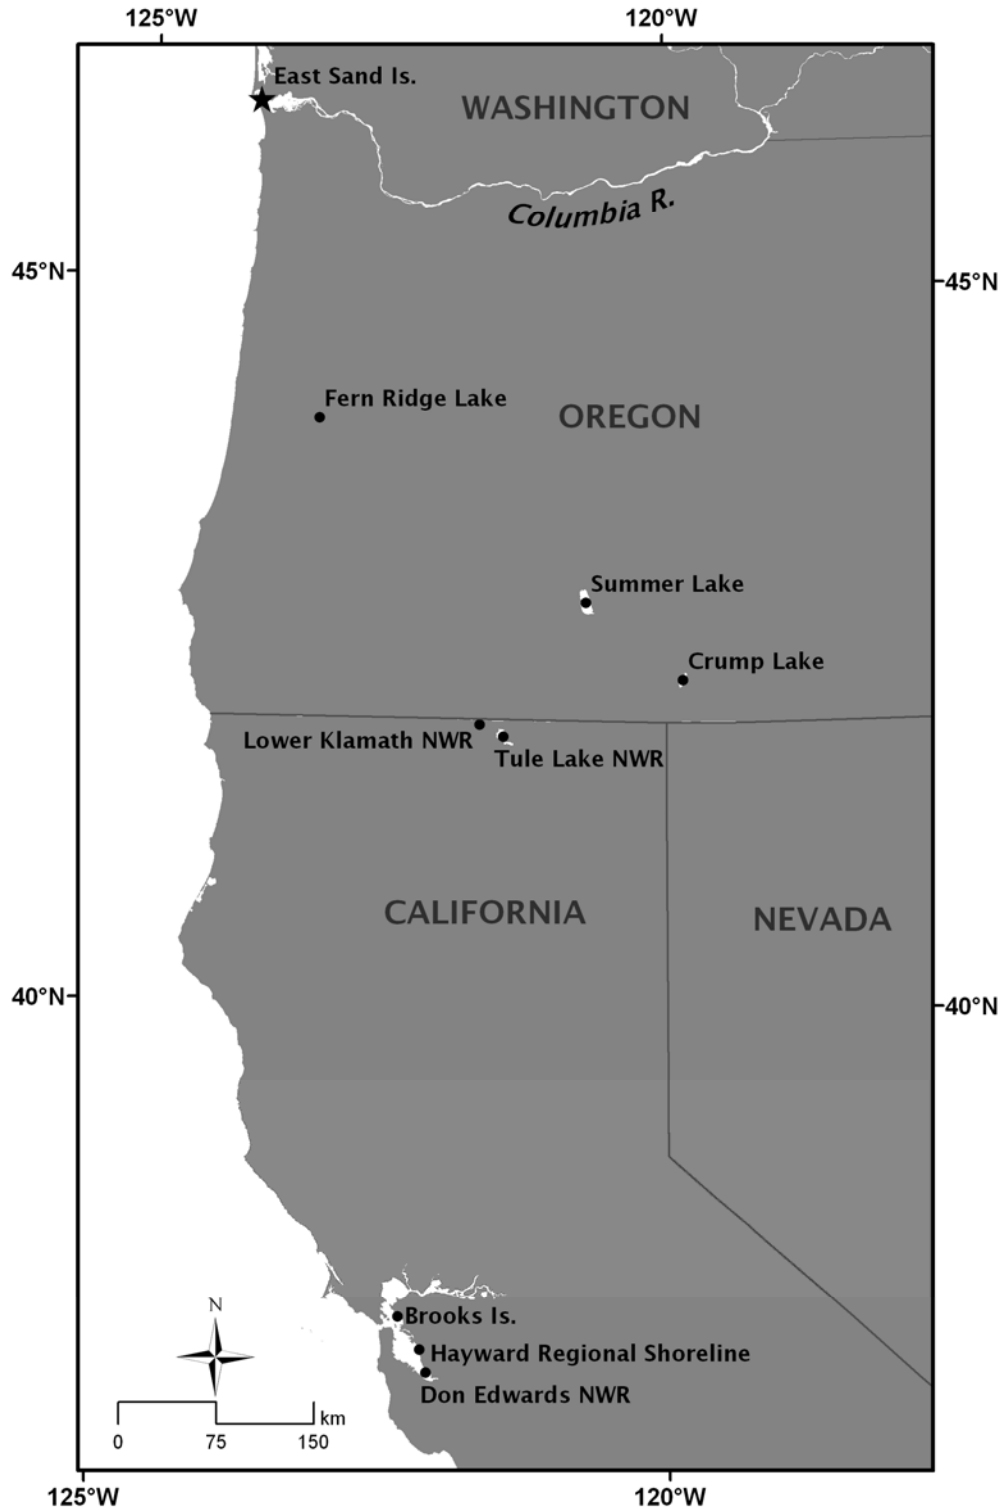 125°W
120°W
East Sand Is.
WASHINGTON
Columbia R.
45°N
45°N
Fern Ridge Lake
OREGON
Summer Lake
Crump Lake
Lower Klamath NWR
Tule Lake NWR
CALIFORNIA
NEVADA
40°N
40°N
N
Brooks Is.
Hayward Regional Shoreline
Don Edwards NWR
km
0
75
150
125°W
120°W